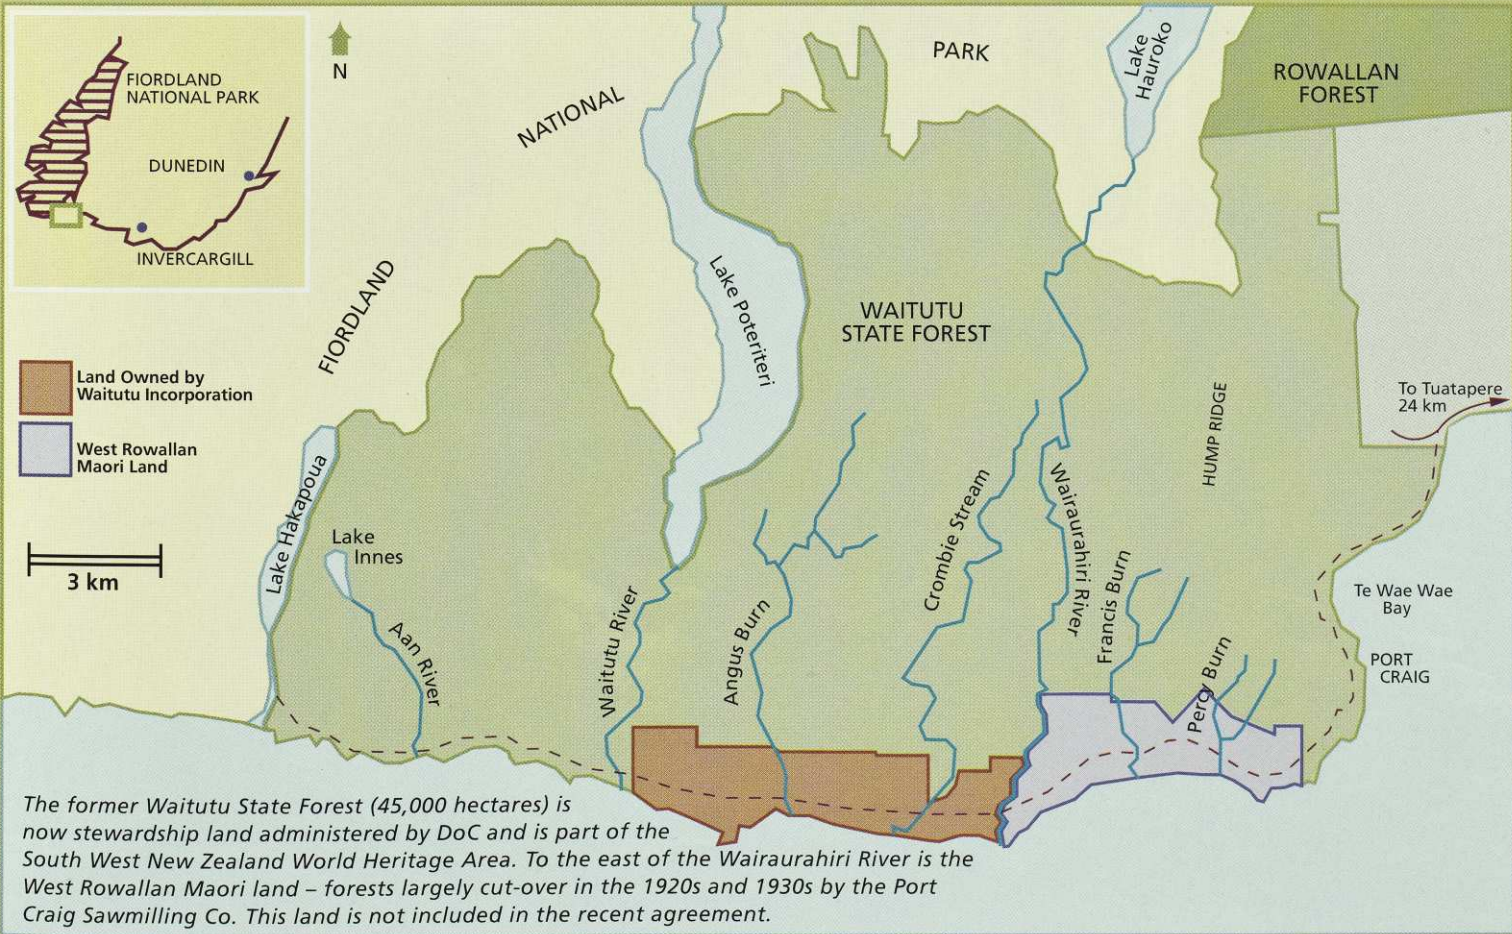 FIORDLAND
NATIONAL PARK
DUNEDIN
INVERCARGILL
N
NATIONAL
PARK
Lake
Hauroko
ROWALLAN
FOREST
FIORDLAND
Lake Poteriteri
WAITUTU
STATE FOREST
Land Owned by
Waitutu Incorporation
West Rowallan
Maori Land
To Tuatapere
24 km
HUMP RIDGE
Lake Hakapoua
Lake
Innes
3 km
Aan River
Waitutu River
Angus Burn
Crombie Stream
Wairaurahiri River
Francis Burn
Percy Burn
Te Wae Wae
Bay
PORT
CRAIG
The former Waitutu State Forest (45,000 hectares) is
now stewardship land administered by DoC and is part of the
South West New Zealand World Heritage Area. To the east of the Wairaurahiri River is the
West Rowallan Maori land – forests largely cut-over in the 1920s and 1930s by the Port
Craig Sawmilling Co. This land is not included in the recent agreement.